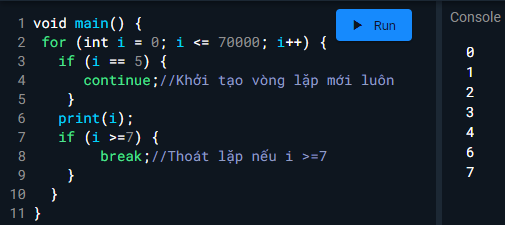 1 void main() {
2 for (int i = 0; i <= 70000; i++) {
3 if (i == 5) {
4 continue;//Khởi tạo vòng lặp mới luôn
5 }
6 print(i);
7 if (i >=7) {
8 break;//Thoát lặp nếu i >=7
9 }
10 }
11 }
Run
Console
0
1
2
3
4
6
7